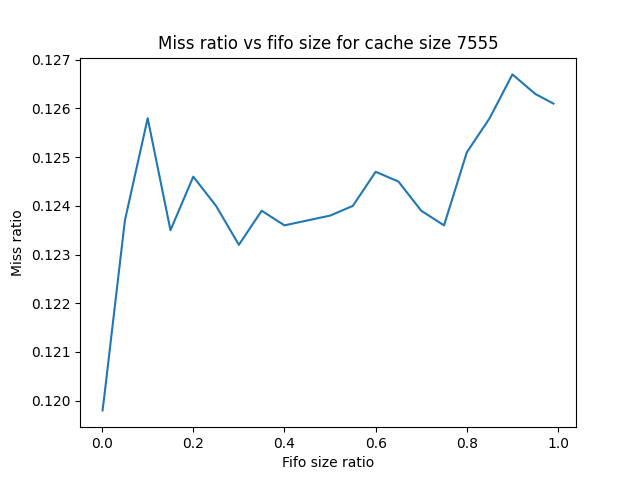 Miss ratio vs fifo size for cache size 7555
0.127
0.126
0.125
0.124
0.123
0.122
0.121
0.120
Miss ratio
0.0 0.2 0.4 0.6 0.8 1.0
Fifo size ratio